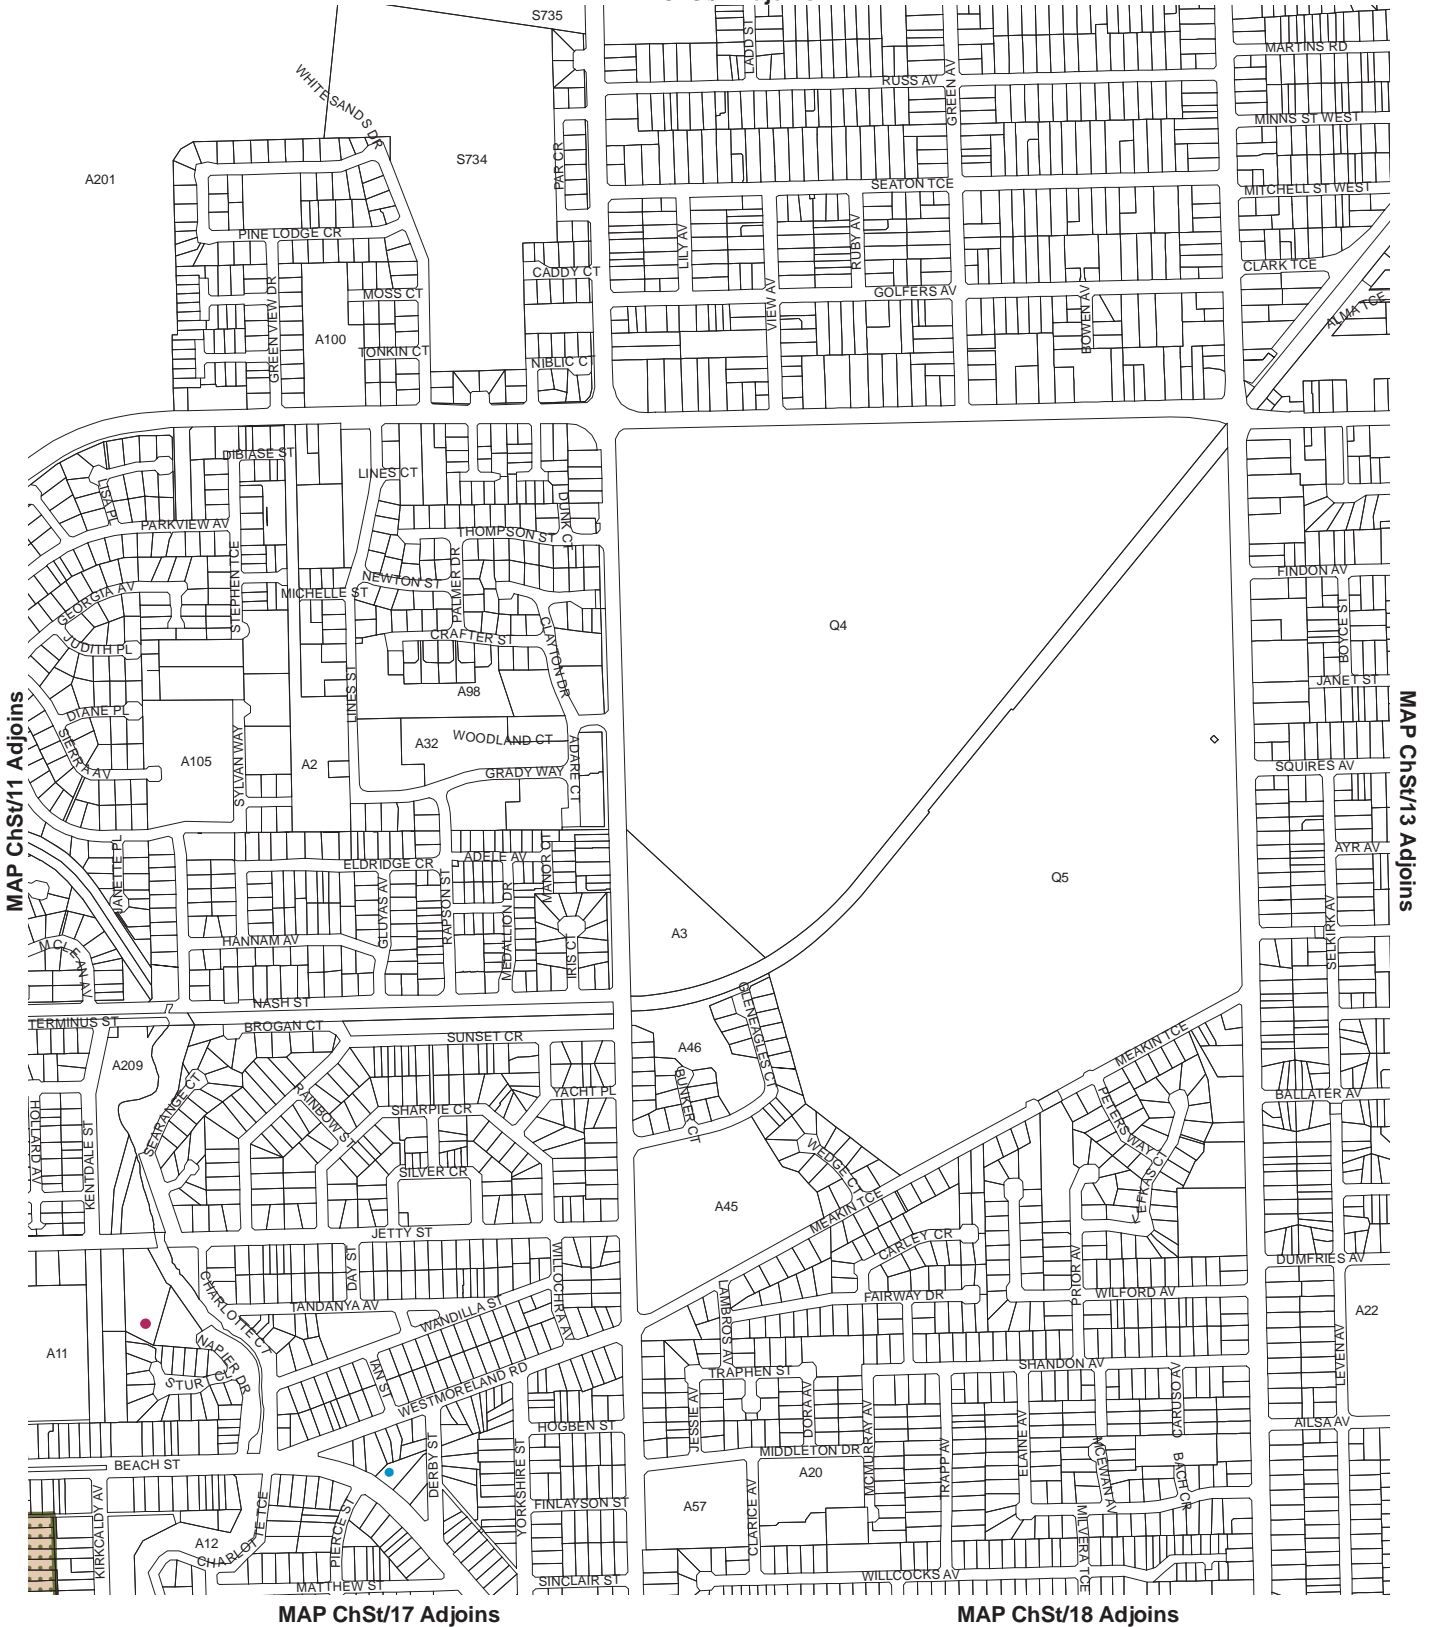 S735
LADD ST
MARTINS RD
WHITE SANDS DR
RUSS AV
GREEN AV
MINNS ST WEST
A201
S734
PAR CR
SEATON TCE
MITCHELL ST WEST
PINE LODGE CR
LILY AV
RUBY AV
CADDY CT
CLARK TCE
GREEN VIEW DR
MOSS CT
VIEW AV
GOLFERS AV
BOWEN AV
ALMA TCE
A100
TONKIN CT
NIBLIC CT
DIBIASE ST
LINES CT
LISA PL
DUNK CT
PARKVIEW AV
THOMPSON ST
STEPHEN TCE
NEWTON ST
PALMER DR
FINDON AV
GEORGIA AV
MICHELLE ST
BOYCE ST
Q4
JUDITH PL
CRAFTER ST
CLAYTON DR
LINES ST
A98
JANET ST
DIANE PL
SIERRA AV
SYLVAN WAY
A32
WOODLAND CT
ADARE CT
A105
A2
GRADY WAY
SQUIRES AV
MAP ChSt/11 Adjoins
MAP ChSt/13 Adjoins
JANETTE PL
ELDRIDGE CR
ADELE AV
MANOR CT
AYR AV
Q5
GLUYAS AV
RAPSON ST
MEDALLION DR
IRIS CT
A3
SELKIRK AV
MCLEAN AV
HANNAM AV
NASH ST
GLENEAGLES CT
TERMINUS ST
BROGAN CT
SUNSET CR
A46
MEAKIN TCE
A209
SEARANGE CT
RAINBOW ST
YACHT PL
BUNKER CT
BALLATER AV
HOLLARD AV
KENTDALE ST
SHARPIE CR
PETERS WAY
WEDGE CT
SILVER CR
LEFKAS CT
A45
MEAKIN TCE
JETTY ST
CARLEY CR
DAY ST
WILLOCHRA AV
PRIOR AV
DUMFRIES AV
CHARLOTTE CT
TANDANYA AV
WANDILLA ST
LAMBROS AV
FAIRWAY DR
WILFORD AV
A22
A11
NAPIER DR
STURT CT
IAN ST
WESTMORELAND RD
TRAPHEN ST
SHANDON AV
LEVEN AV
JESSIE AV
DORA AV
MCMURRAY AV
CARUSO AV
HOGBEN ST
AILSA AV
BEACH ST
DERBY ST
YORKSHIRE ST
MIDDLETON DR
A20
TRAPP AV
ELAINE AV
MCEWAN AV
BACH CR
KIRKCALDY AV
CHARLOTTE TCE
A12
PIERCE ST
FINLAYSON ST
A57
CLARICE AV
MILVERA TCE
MATTHEW ST
SINCLAIR ST
WILLCOCKS AV
MAP ChSt/17 Adjoins
MAP ChSt/18 Adjoins